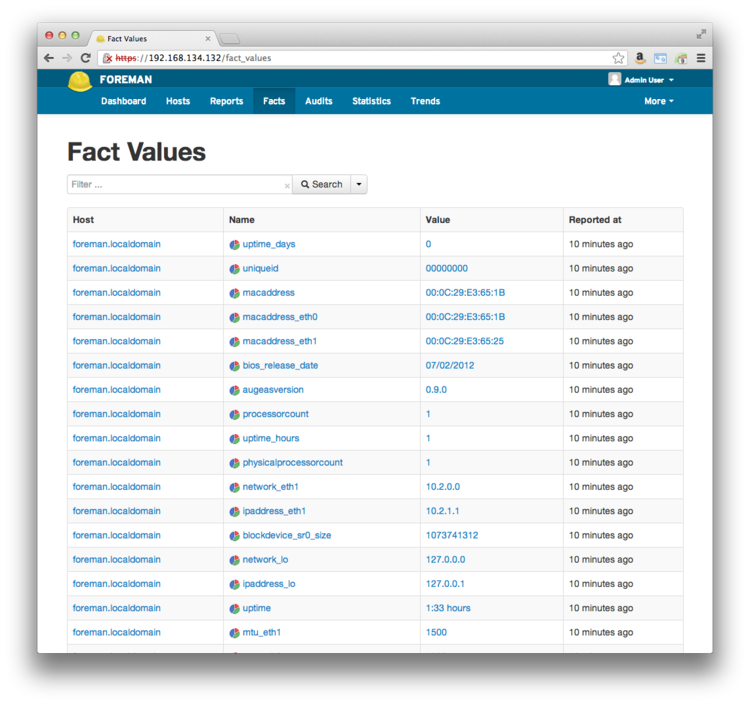 Fact Values
https://192.168.134.132/fact_values
FOREMAN
Admin User
Dashboard Hosts Reports Facts Audits Statistics Trends More
Fact Values
Filter ... × Search
Host Name Value Reported at
foreman.localdomain uptime_days 0 10 minutes ago
foreman.localdomain uniqueid 00000000 10 minutes ago
foreman.localdomain macaddress 00:0C:29:E3:65:1B 10 minutes ago
foreman.localdomain macaddress_eth0 00:0C:29:E3:65:1B 10 minutes ago
foreman.localdomain macaddress_eth1 00:0C:29:E3:65:25 10 minutes ago
foreman.localdomain bios_release_date 07/02/2012 10 minutes ago
foreman.localdomain augeasversion 0.9.0 10 minutes ago
foreman.localdomain processorcount 1 10 minutes ago
foreman.localdomain uptime_hours 1 10 minutes ago
foreman.localdomain physicalprocessorcount 1 10 minutes ago
foreman.localdomain network_eth1 10.2.0.0 10 minutes ago
foreman.localdomain ipaddress_eth1 10.2.1.1 10 minutes ago
foreman.localdomain blockdevice_sr0_size 1073741312 10 minutes ago
foreman.localdomain network_lo 127.0.0.0 10 minutes ago
foreman.localdomain ipaddress_lo 127.0.0.1 10 minutes ago
foreman.localdomain uptime 1:33 hours 10 minutes ago
foreman.localdomain mtu_eth1 1500 10 minutes ago